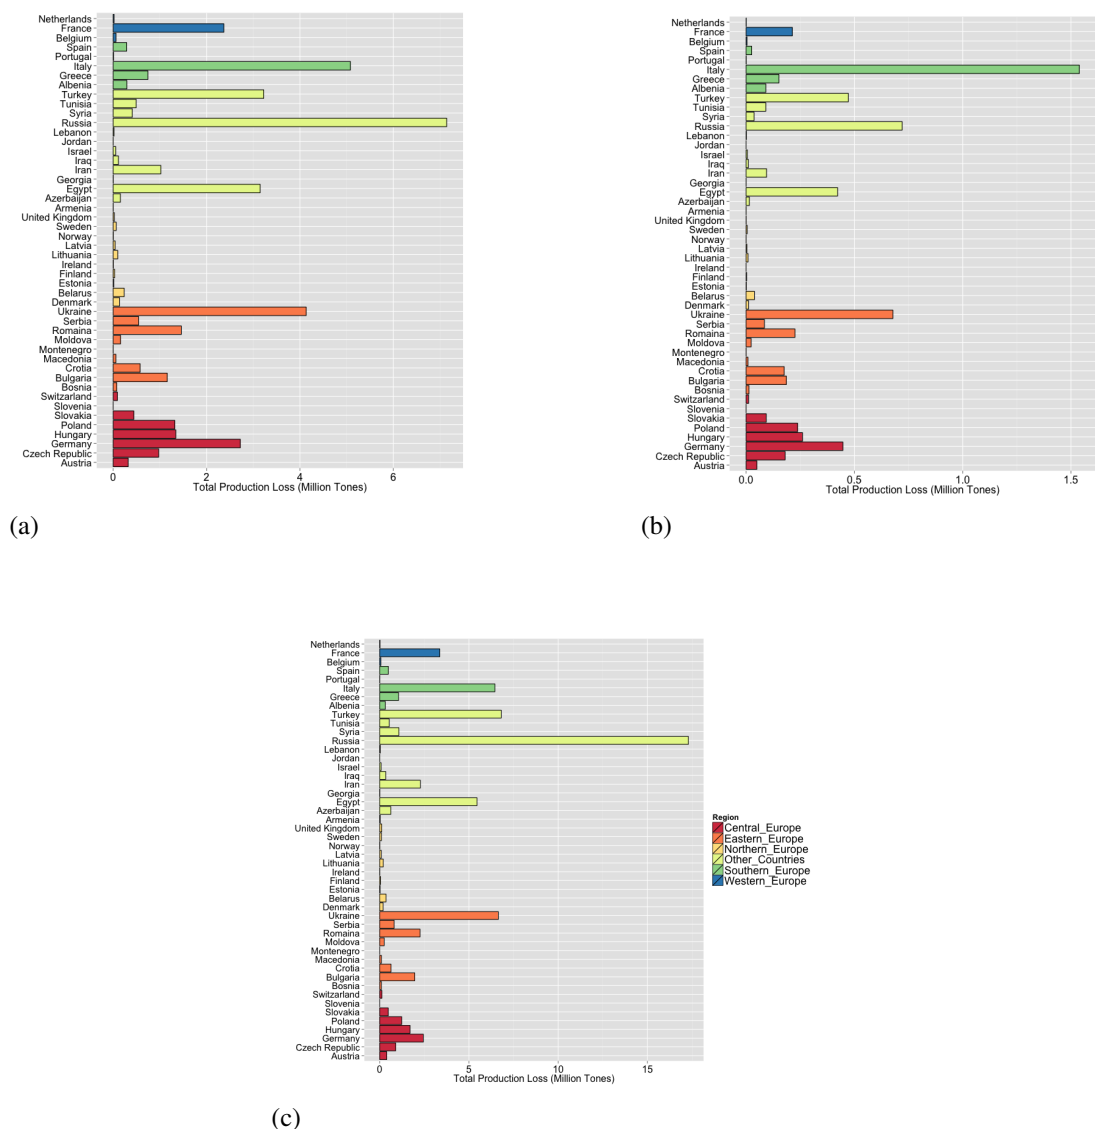 Netherlands
France
Belgium
Spain
Portugal
Italy
Greece
Albenia
Turkey
Tunisia
Syria
Russia
Lebanon
Jordan
Israel
Iraq
Iran
Georgia
Egypt
Azerbaijan
Armenia
United Kingdom
Sweden
Norway
Latvia
Lithuania
Ireland
Finland
Estonia
Belarus
Denmark
Ukraine
Serbia
Romaina
Moldova
Montenegro
Macedonia
Crotia
Bulgaria
Bosnia
Switzerland
Slovenia
Slovakia
Poland
Hungary
Germany
Czech Republic
Austria
0 2 4 6
Total Production Loss (Million Tones)
(a)
Netherlands
France
Belgium
Spain
Portugal
Italy
Greece
Albenia
Turkey
Tunisia
Syria
Russia
Lebanon
Jordan
Israel
Iraq
Iran
Georgia
Egypt
Azerbaijan
Armenia
United Kingdom
Sweden
Norway
Latvia
Lithuania
Ireland
Finland
Estonia
Belarus
Denmark
Ukraine
Serbia
Romaina
Moldova
Montenegro
Macedonia
Crotia
Bulgaria
Bosnia
Switzerland
Slovenia
Slovakia
Poland
Hungary
Germany
Czech Republic
Austria
0.0 0.5 1.0 1.5
Total Production Loss (Million Tones)
(b)
Netherlands
France
Belgium
Spain
Portugal
Italy
Greece
Albenia
Turkey
Tunisia
Syria
Russia
Lebanon
Jordan
Israel
Iraq
Iran
Georgia
Egypt
Azerbaijan
Armenia
United Kingdom
Sweden
Norway
Latvia
Lithuania
Ireland
Finland
Estonia
Belarus
Denmark
Ukraine
Serbia
Romaina
Moldova
Montenegro
Macedonia
Crotia
Bulgaria
Bosnia
Switzerland
Slovenia
Slovakia
Poland
Hungary
Germany
Czech Republic
Austria
0 5 10 15
Total Production Loss (Million Tones)
Region
Central_Europe
Eastern_Europe
Northern_Europe
Other_Countries
Southern_Europe
Western_Europe
(c)